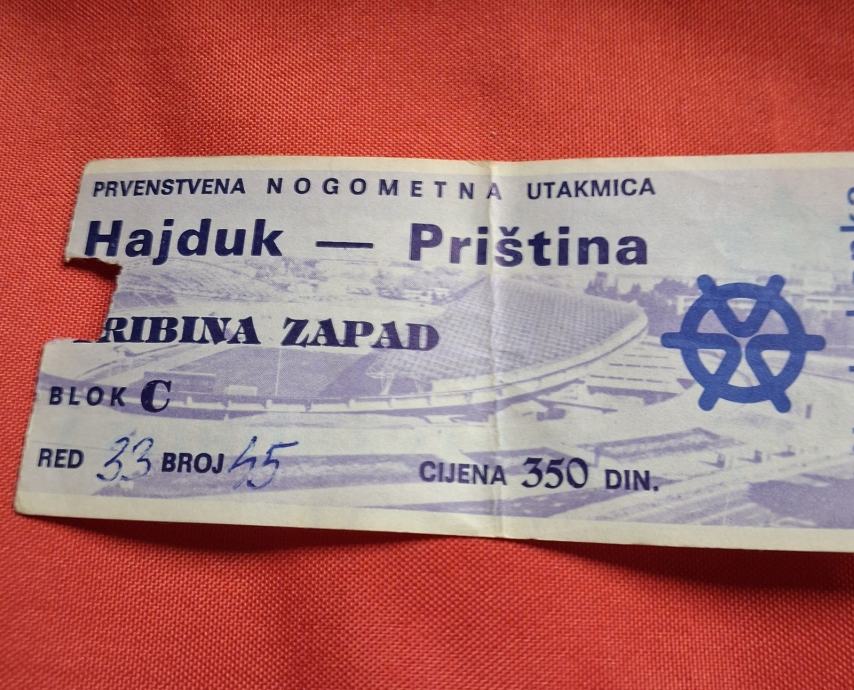 PRVENSTVENA NOGOMETNA UTAKMICA
Hajduk — Priština
RIBINA ZAPAD
BLOK C
RED 33 BROJ 45
CIJENA 350 DIN.